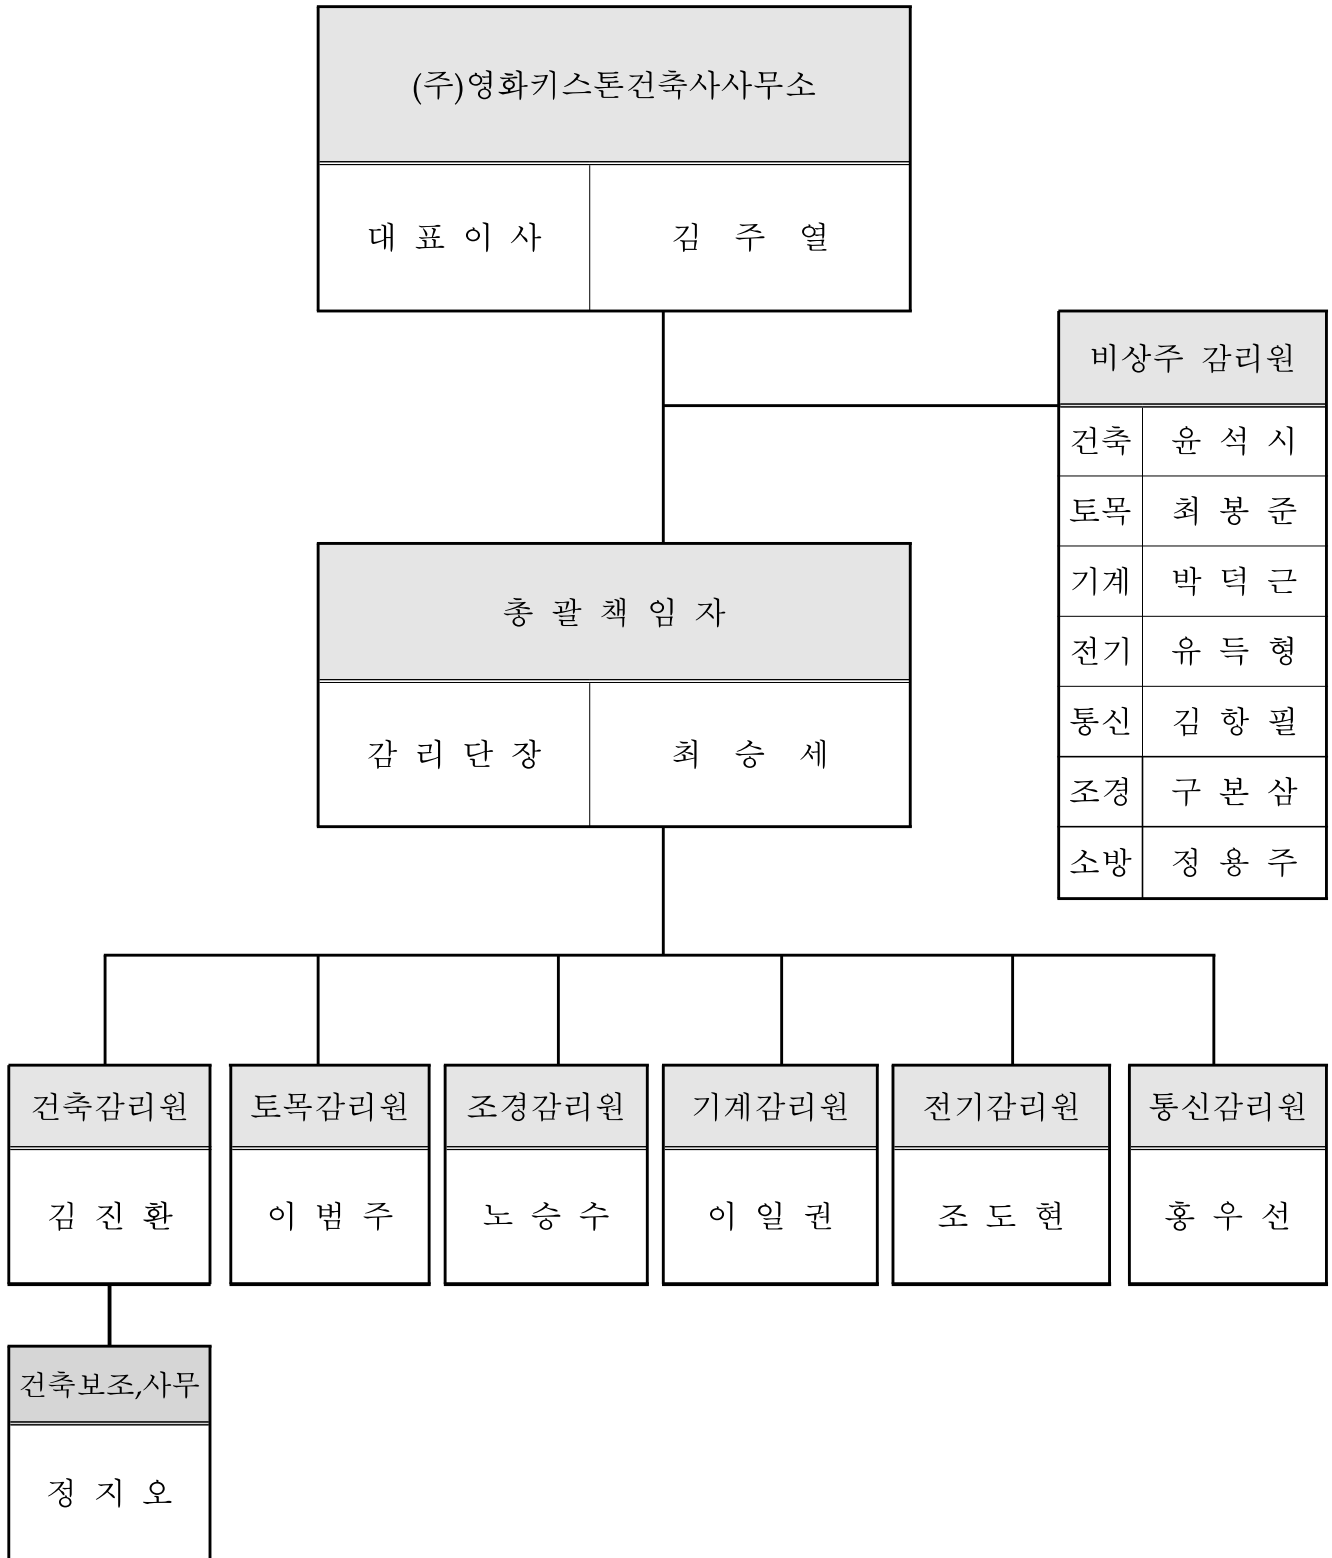 (주)영화키스톤건축사사무소
대 표 이 사 김 주 열
비상주 감리원
건축 윤 석 시
토목 최 봉 준
기계 박 덕 근
전기 유 득 형
통신 김 항 필
조경 구 본 삼
소방 정 용 주
총 괄 책 임 자
감 리 단 장 최 승 세
건축감리원 토목감리원 조경감리원 기계감리원 전기감리원 통신감리원
김 진 환 이 범 주 노 승 수 이 일 권 조 도 현 홍 우 선
건축보조,사무
정 지 오